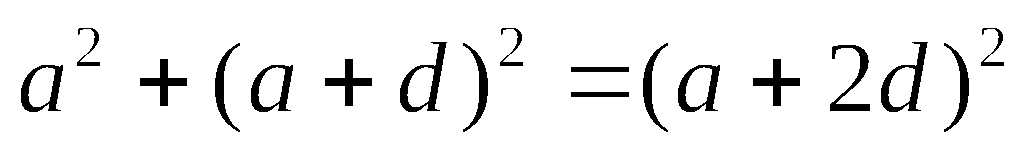 a² + (a + d)² = (a + 2d)²